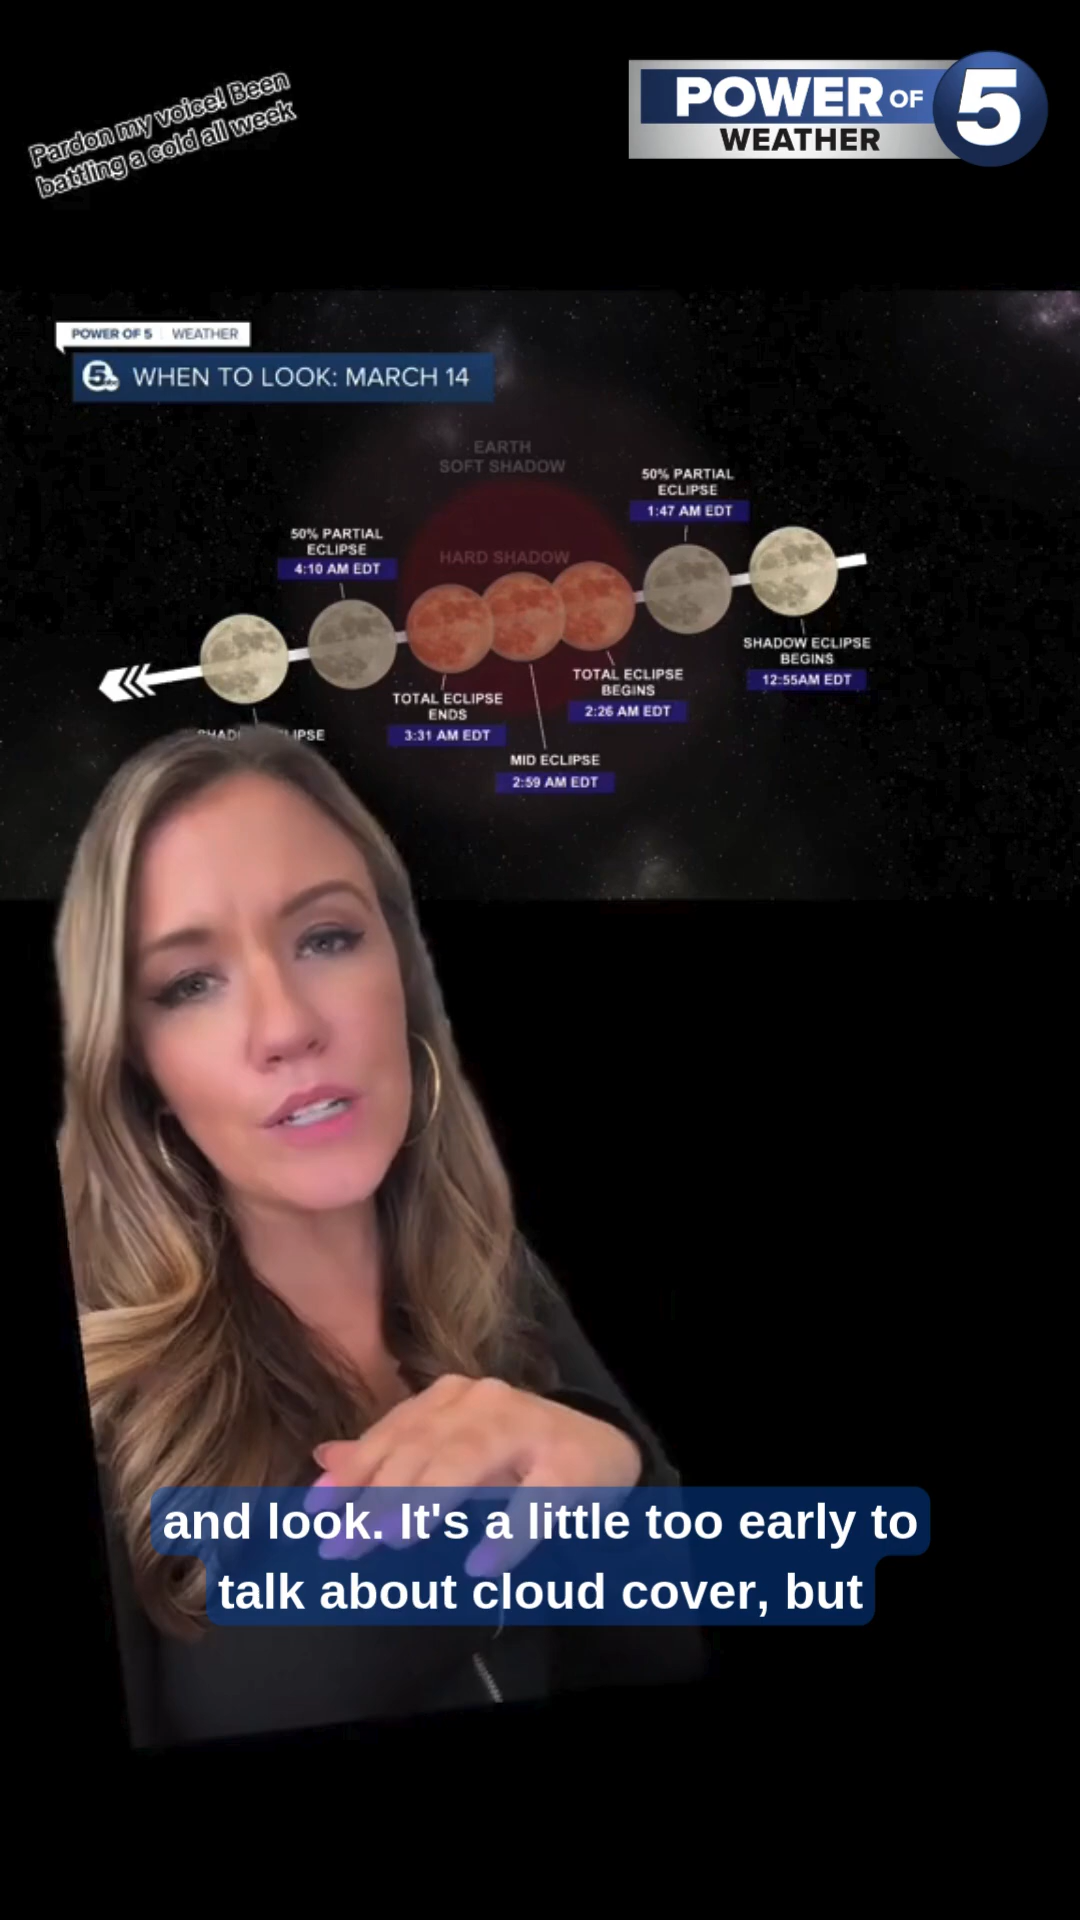 Pardon my voice! Been
battling a cold all week
POWER OF 5
WEATHER
POWER OF 5 WEATHER
5 WHEN TO LOOK: MARCH 14
EARTH
SOFT SHADOW
50% PARTIAL
ECLIPSE
1:47 AM EDT
50% PARTIAL
ECLIPSE
4:10 AM EDT
HARD SHADOW
SHADOW ECLIPSE
BEGINS
12:55AM EDT
TOTAL ECLIPSE
BEGINS
2:26 AM EDT
TOTAL ECLIPSE
ENDS
3:31 AM EDT
MID ECLIPSE
2:59 AM EDT
and look. It's a little too early to
talk about cloud cover, but